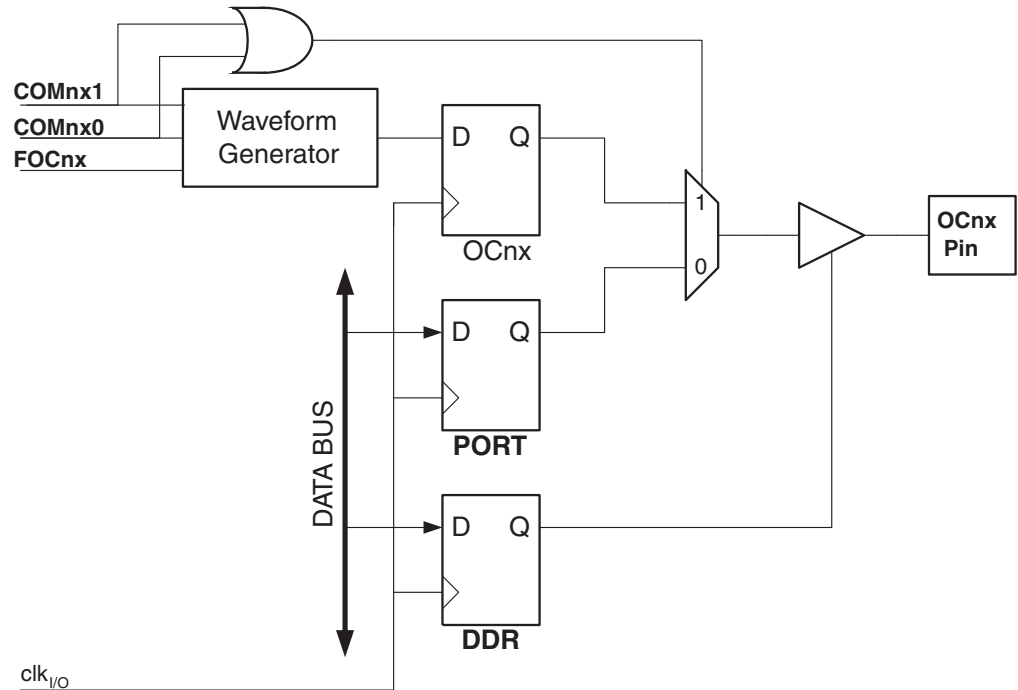 COMnx1
COMnx0
FOCnx
Waveform
Generator
D Q
OCnx
1
0
OCnx
Pin
D Q
PORT
DATA BUS
D Q
DDR
clkI/O